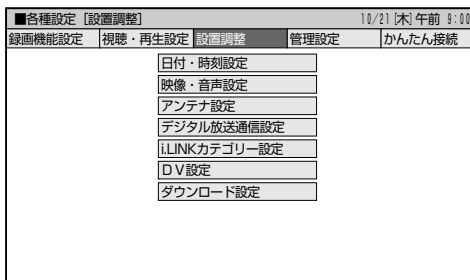 ■各種設定［設置調整］ 10/21[木]午前 9:00
録画機能設定 視聴・再生設定 設置調整 管理設定 かんたん接続
日付・時刻設定
映像・音声設定
アンテナ設定
デジタル放送通信設定
i.LINKカテゴリー設定
ＤＶ設定
ダウンロード設定